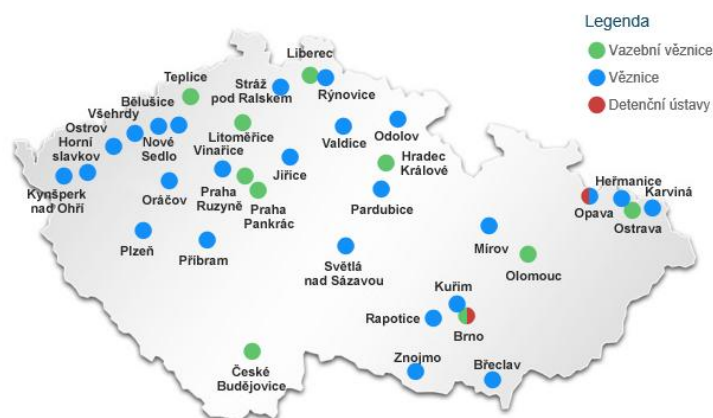 Legenda
Vazební věznice
Věznice
Detenční ústavy
Liberec
Teplice
Stráž
pod Ralskem
Rýnovice
Bělušice
Všehrdy
Ostrov
Horní
slavkov
Nové
Sedlo
Litoměřice
Vinařice
Valdice
Odolov
Kynšperk
nad Ohří
Oráčov
Praha
Ruzyně
Praha
Pankrác
Jiřice
Hradec
Králové
Pardubice
Heřmanice
Karviná
Opava
Ostrava
Plzeň
Příbram
Světlá
nad Sázavou
Mírov
Olomouc
Kuřim
Rapotice
Brno
Znojmo
Břeclav
České
Budějovice